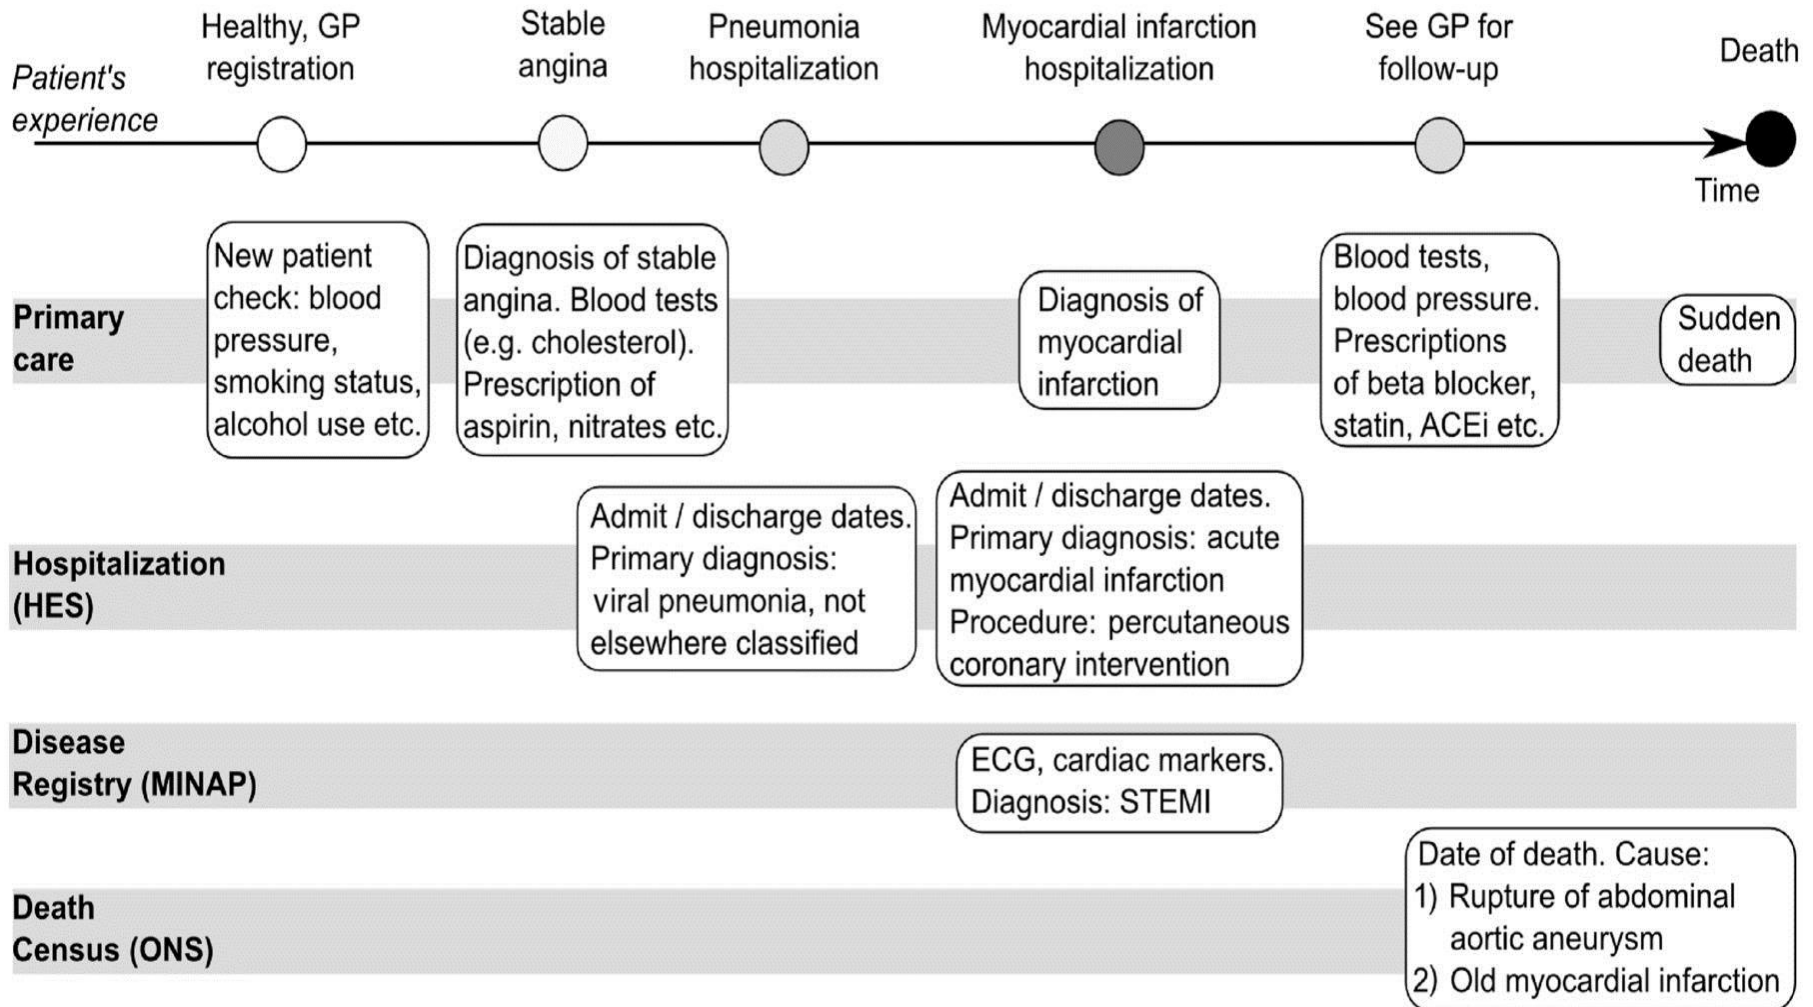 Healthy, GP
registration
Stable
angina
Pneumonia
hospitalization
Myocardial infarction
hospitalization
See GP for
follow-up
Death
Patient's
experience
Time
Primary
care
New patient
check: blood
pressure,
smoking status,
alcohol use etc.
Diagnosis of stable
angina. Blood tests
(e.g. cholesterol).
Prescription of
aspirin, nitrates etc.
Diagnosis of
myocardial
infarction
Blood tests,
blood pressure.
Prescriptions
of beta blocker,
statin, ACEi etc.
Sudden
death
Hospitalization
(HES)
Admit / discharge dates.
Primary diagnosis:
viral pneumonia, not
elsewhere classified
Admit / discharge dates.
Primary diagnosis: acute
myocardial infarction
Procedure: percutaneous
coronary intervention
Disease
Registry (MINAP)
ECG, cardiac markers.
Diagnosis: STEMI
Death
Census (ONS)
Date of death. Cause:
1) Rupture of abdominal
aortic aneurysm
2) Old myocardial infarction